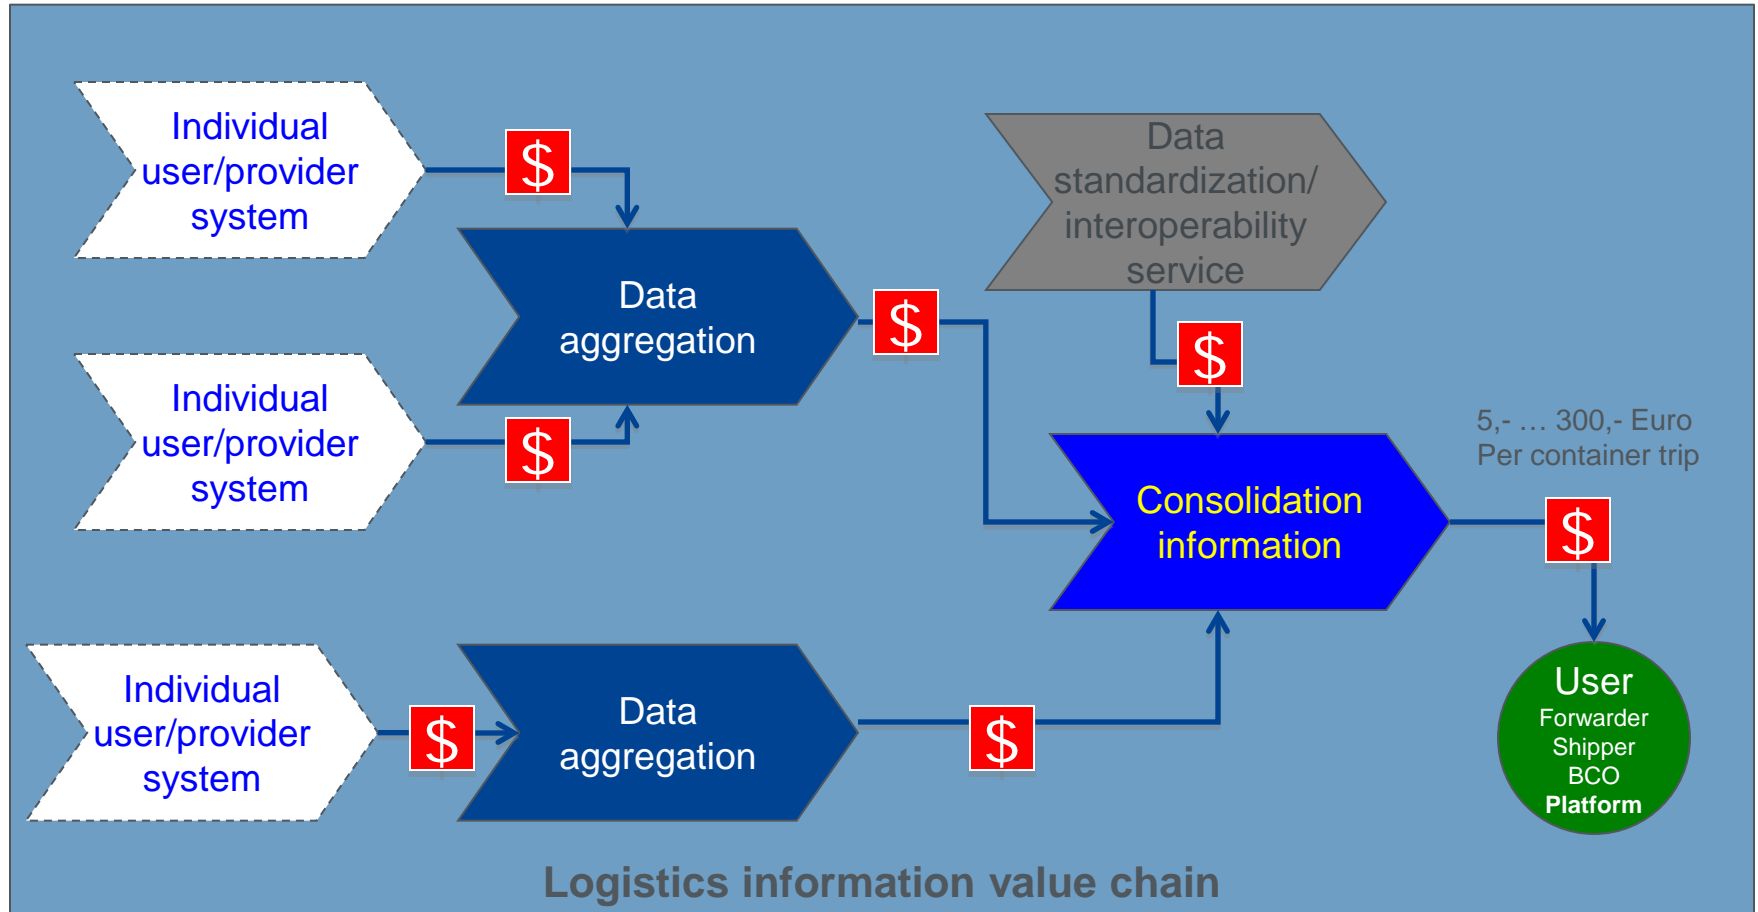 Individual
user/provider
system
$
Data
aggregation
$
Individual
user/provider
system
$
Data
standardization/
interoperability
service
$
Consolidation
information
5,- … 300,- Euro
Per container trip
$
Individual
user/provider
system
$
Data
aggregation
$
User
Forwarder
Shipper
BCO
Platform
Logistics information value chain